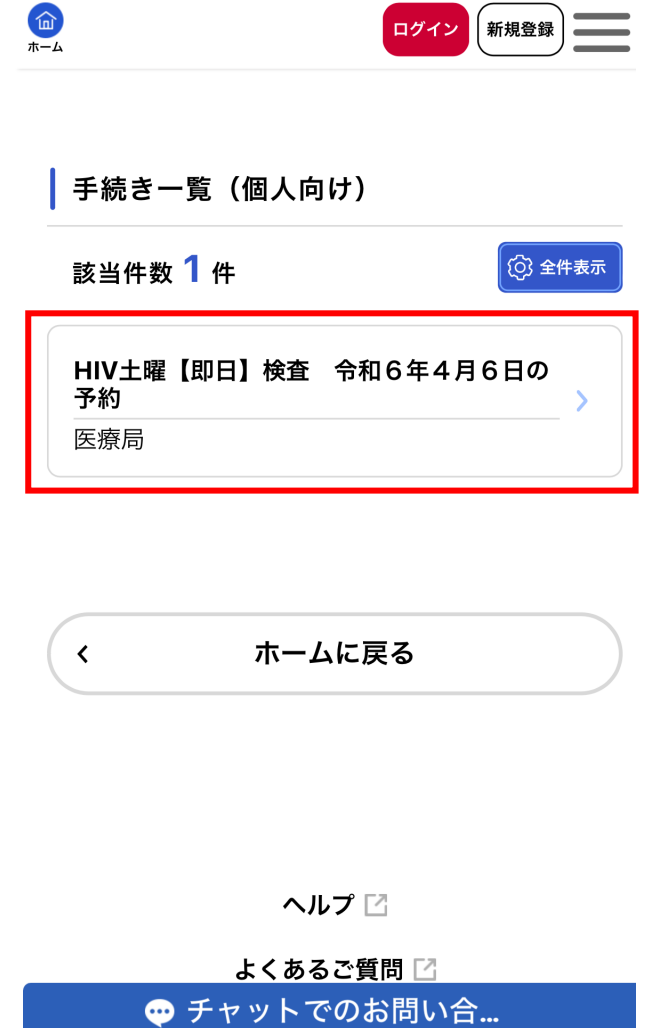 ホーム
ログイン
新規登録
手続き一覧（個人向け）
該当件数 1 件
全件表示
HIV土曜【即日】検査　令和６年４月６日の
予約
医療局
ホームに戻る
ヘルプ
よくあるご質問
チャットでのお問い合...